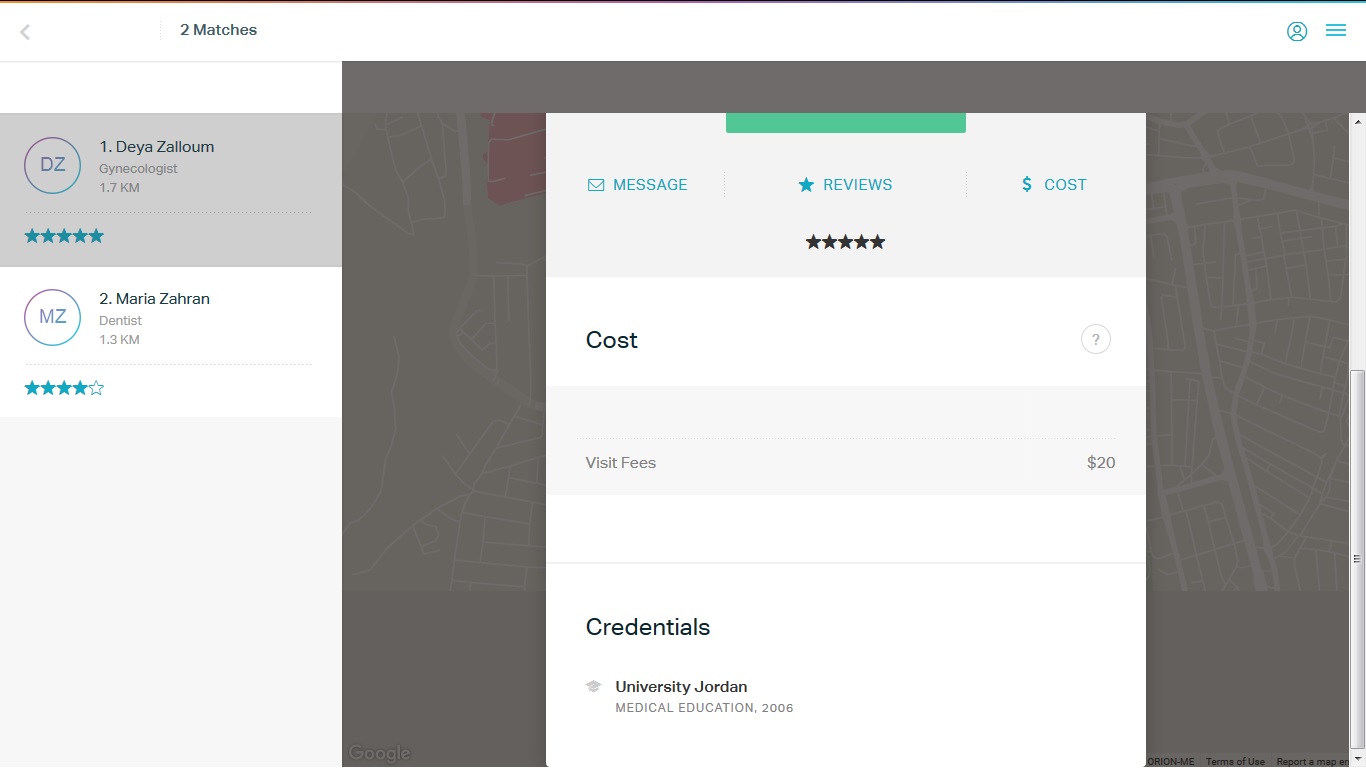 2 Matches
DZ
1. Deya Zalloum
Gynecologist
1.7 KM
MZ
2. Maria Zahran
Dentist
1.3 KM
MESSAGE
REVIEWS
$ COST
Cost
?
Visit Fees
$20
Credentials
University Jordan
MEDICAL EDUCATION, 2006
Google
ORION-ME
Terms of Use
Report a map er